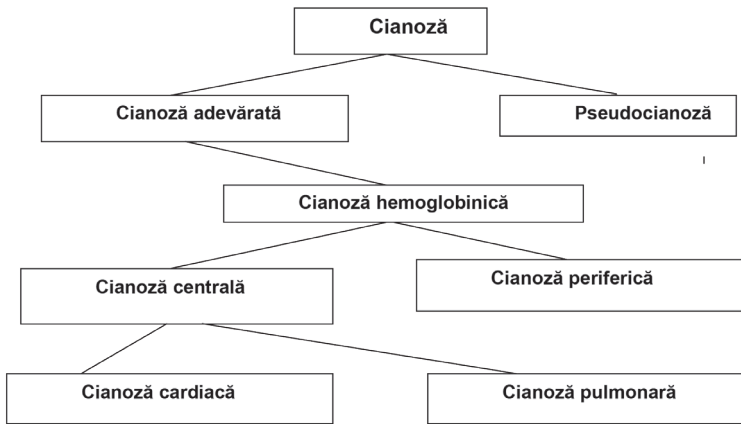 Cianoză
Cianoză adevărată
Pseudocianoză
Cianoză hemoglobinică
Cianoză centrală
Cianoză periferică
Cianoză cardiacă
Cianoză pulmonară